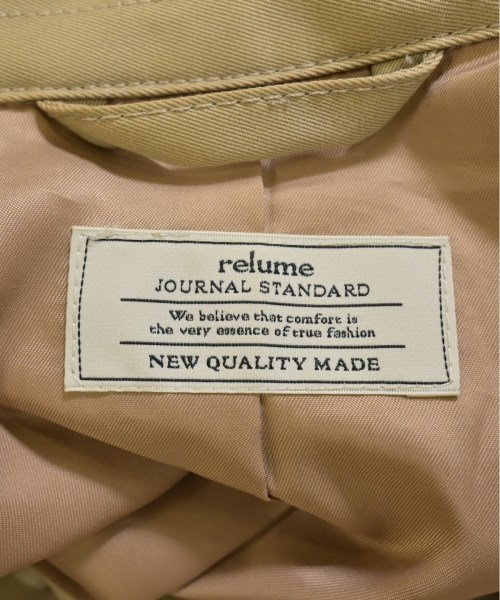 relume
JOURNAL STANDARD
We believe that comfort is
the very essence of true fashion
NEW QUALITY MADE